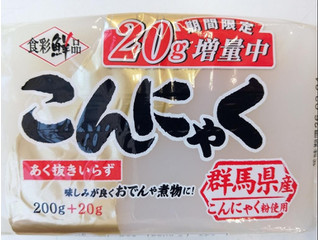 食彩鮮品
期間限定
20g増量中
こんにゃく
あく抜きいらず
味しみが良くおでんや煮物に!
200g+20g
群馬県産
こんにゃく粉使用